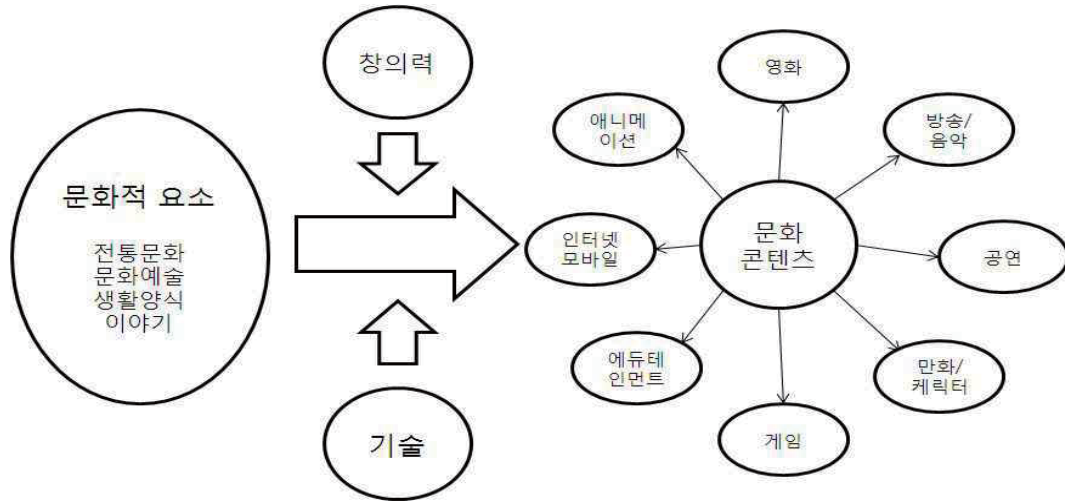 문화적 요소
전통문화
문화예술
생활양식
이야기
창의력
기술
문화
콘텐츠
영화
방송/
음악
공연
만화/
케릭터
게임
에듀테
인먼트
인터넷
모바일
애니메
이션